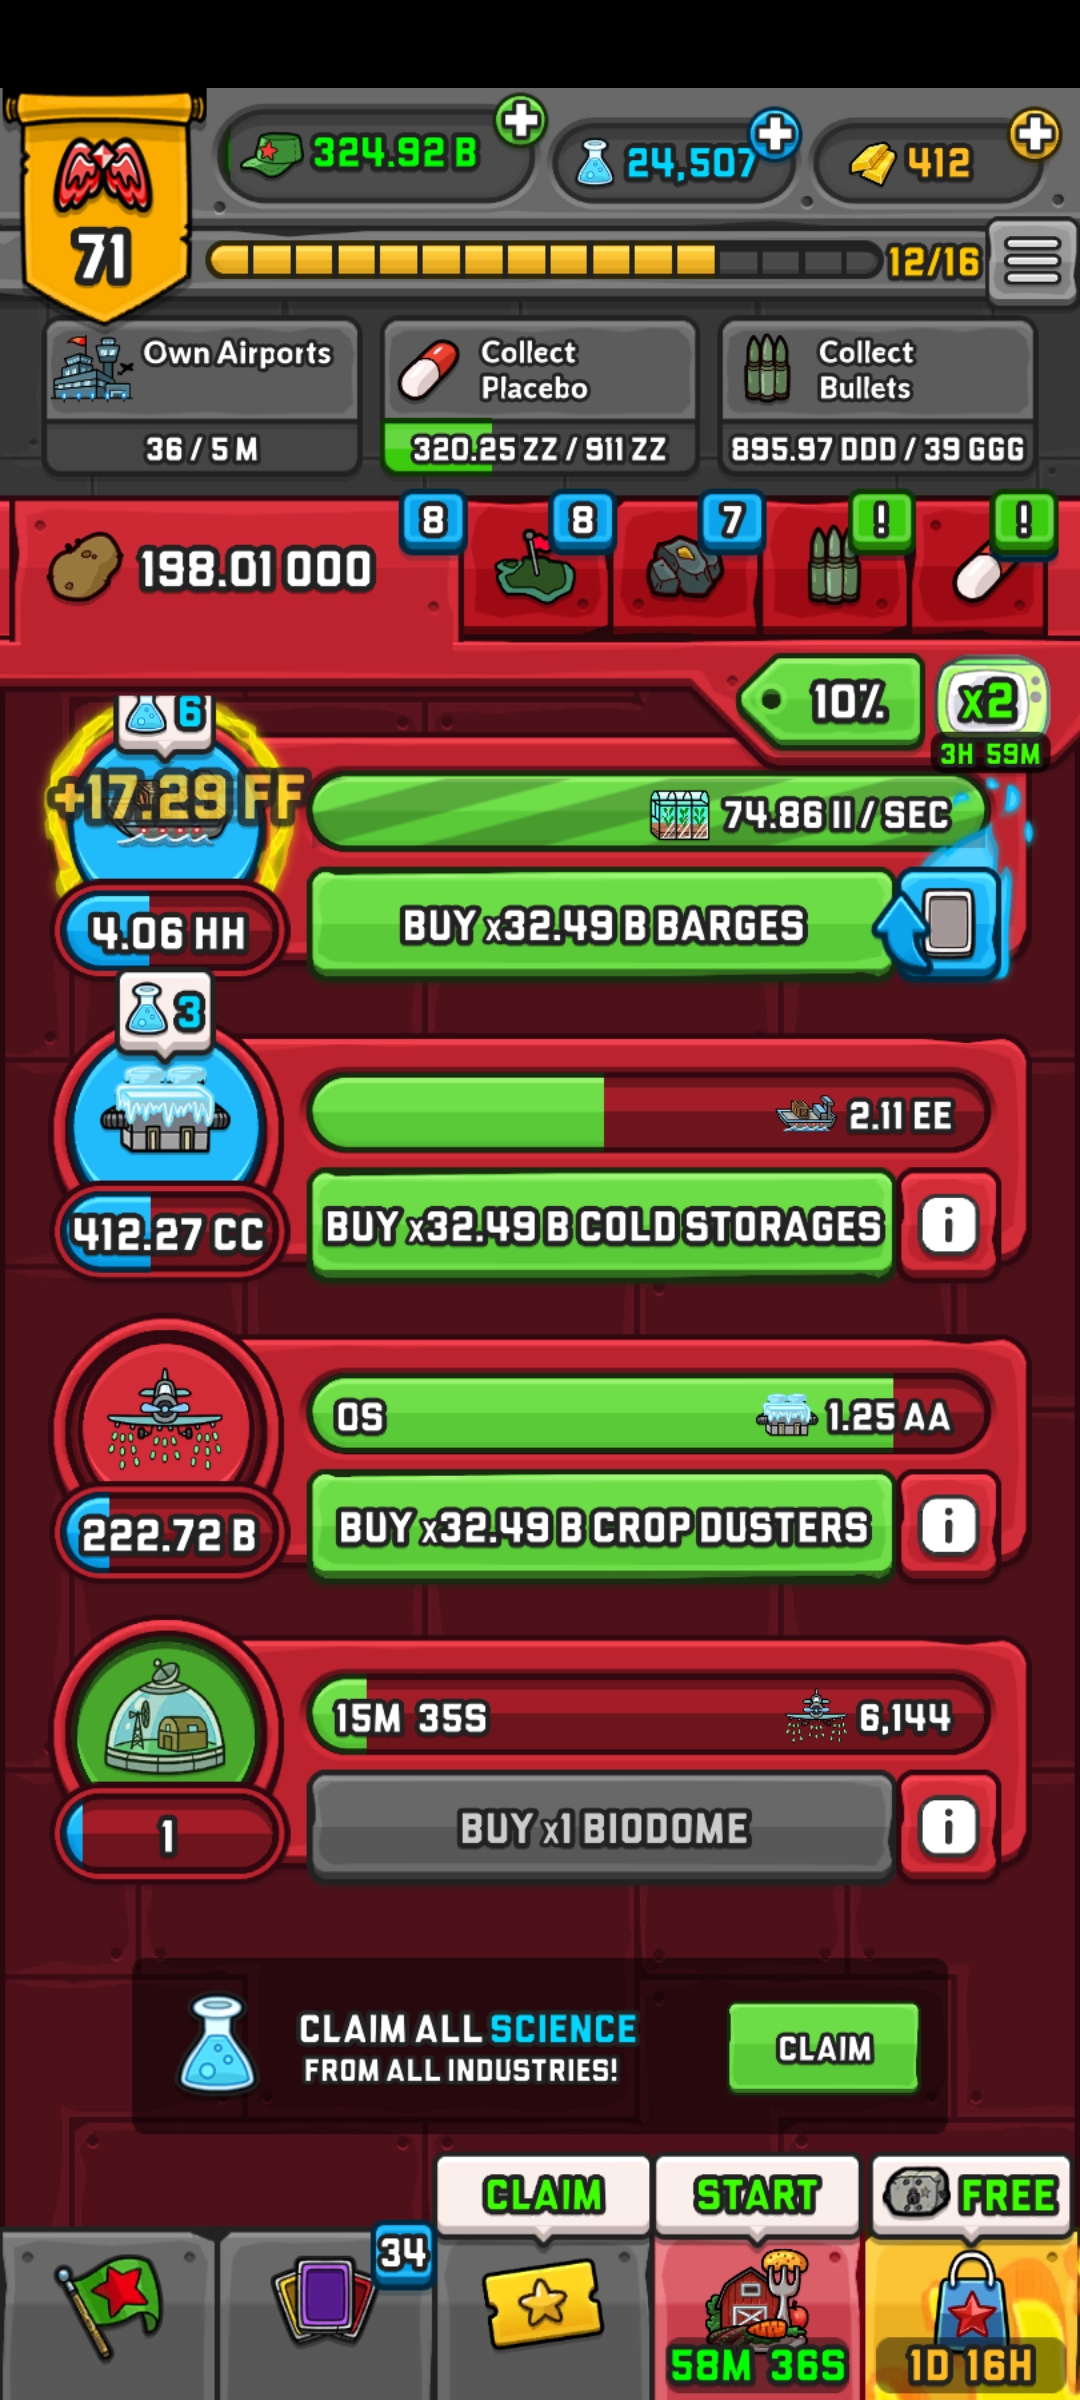 324.92 B
24,507
412
71
12/16
Own Airports
36 / 5 M
Collect
Placebo
320.25 ZZ / 911 ZZ
Collect
Bullets
895.97 DDD / 39 GGG
198.01 OOO
8
8
7
!
!
10%
x2
3H 59M
6
+17.29 FF
74.86 II / SEC
4.06 HH
BUY x32.49 B BARGES
3
2.11 EE
412.27 CC
BUY x32.49 B COLD STORAGES
i
0S
1.25 AA
222.72 B
BUY x32.49 B CROP DUSTERS
i
15M 35S
6,144
1
BUY x1 BIODOME
i
CLAIM ALL SCIENCE
FROM ALL INDUSTRIES!
CLAIM
CLAIM
START
FREE
34
58M 36S
1D 16H